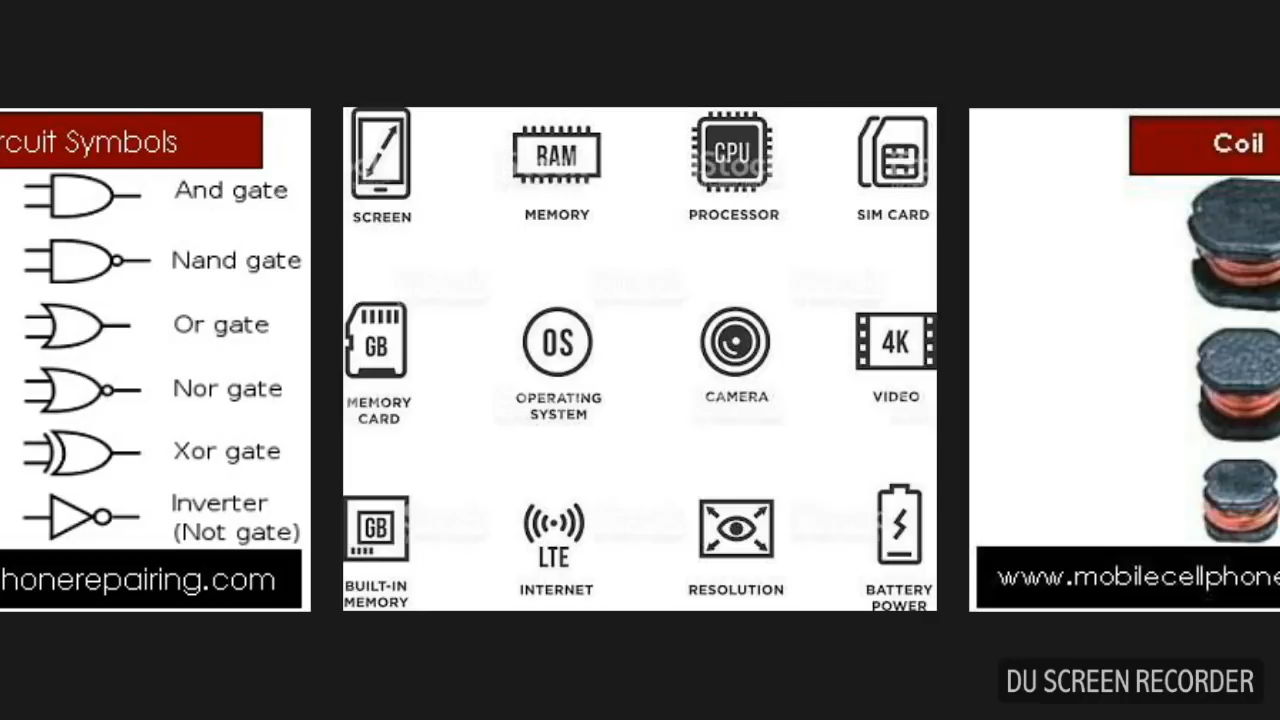 rcuit Symbols
And gate
Nand gate
Or gate
Nor gate
Xor gate
Inverter
(Not gate)
honerepairing.com
RAM
CPU
SCREEN
MEMORY
PROCESSOR
SIM CARD
GB
OS
4K
MEMORY
CARD
OPERATING
SYSTEM
CAMERA
VIDEO
GB
LTE
BUILT-IN
MEMORY
INTERNET
RESOLUTION
BATTERY
POWER
Coil
www.mobilecellphone
DU SCREEN RECORDER